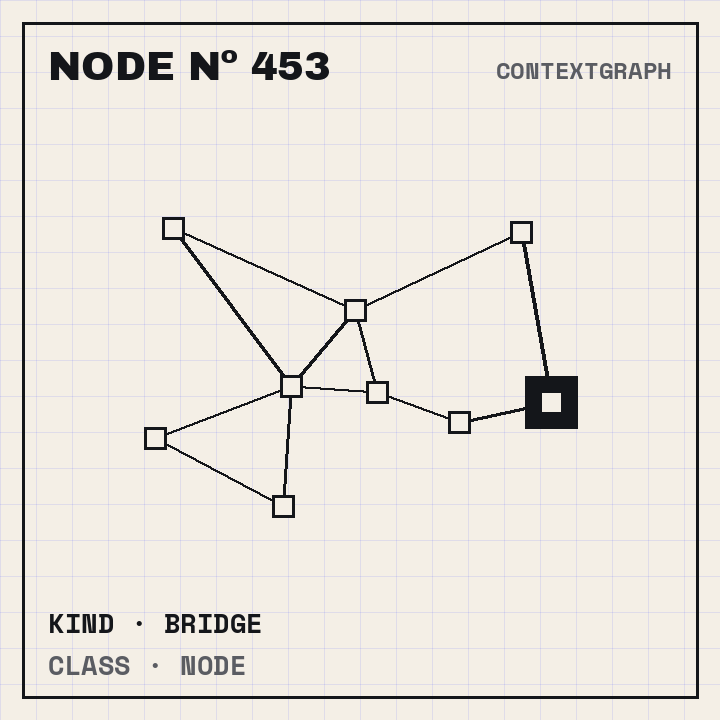 NODE Nº 453
CONTEXTGRAPH
KIND · BRIDGE
CLASS · NODE